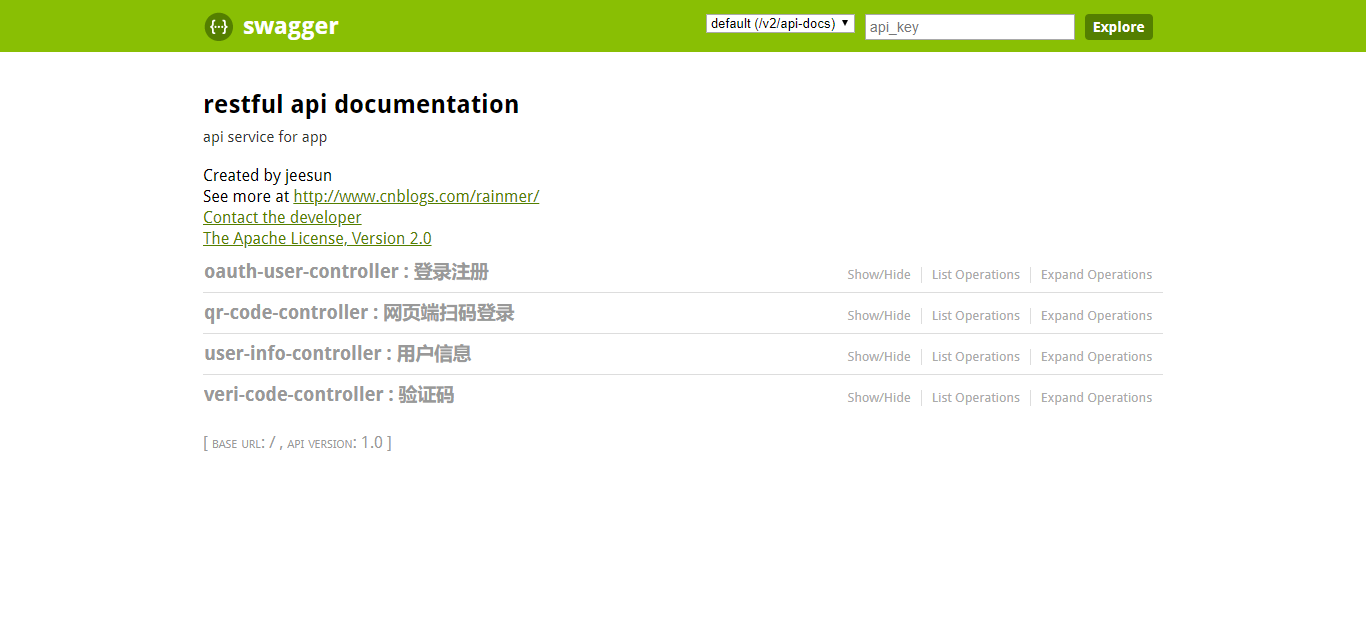 swagger default (/v2/api-docs) api_key Explore
restful api documentation
api service for app
Created by jeesun
See more at http://www.cnblogs.com/rainmer/
Contact the developer
The Apache License, Version 2.0
oauth-user-controller : 登录注册 Show/Hide List Operations Expand Operations
qr-code-controller : 网页端扫码登录 Show/Hide List Operations Expand Operations
user-info-controller : 用户信息 Show/Hide List Operations Expand Operations
veri-code-controller : 验证码 Show/Hide List Operations Expand Operations
[ BASE URL: / , API VERSION: 1.0 ]